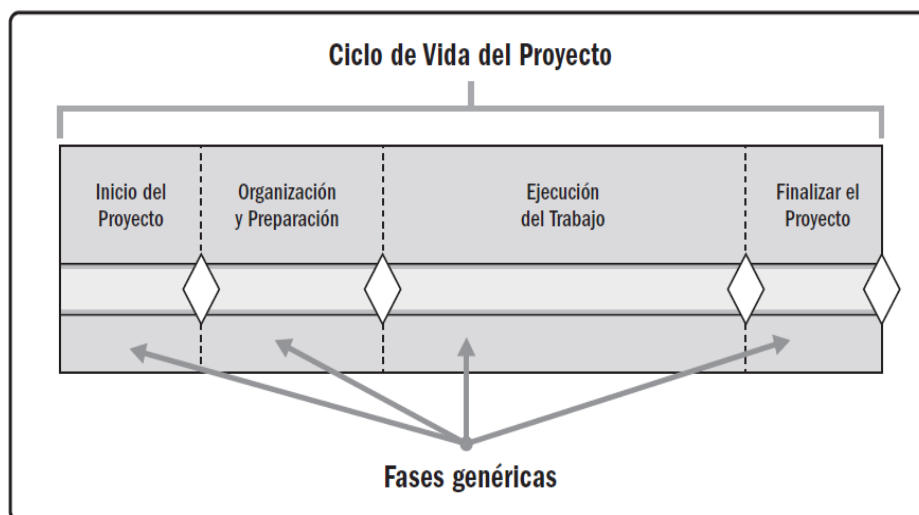 Ciclo de Vida del Proyecto
Inicio del
Proyecto
Organización
y Preparación
Ejecución
del Trabajo
Finalizar el
Proyecto
Fases genéricas